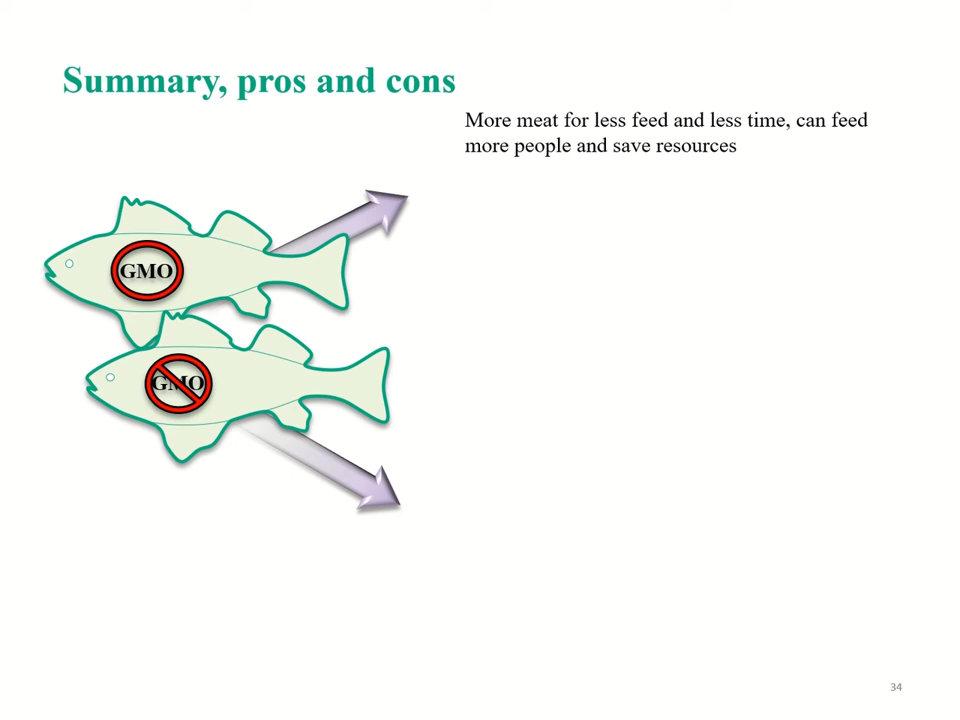 Summary, pros and cons
More meat for less feed and less time, can feed
more people and save resources
GMO
GMO
34